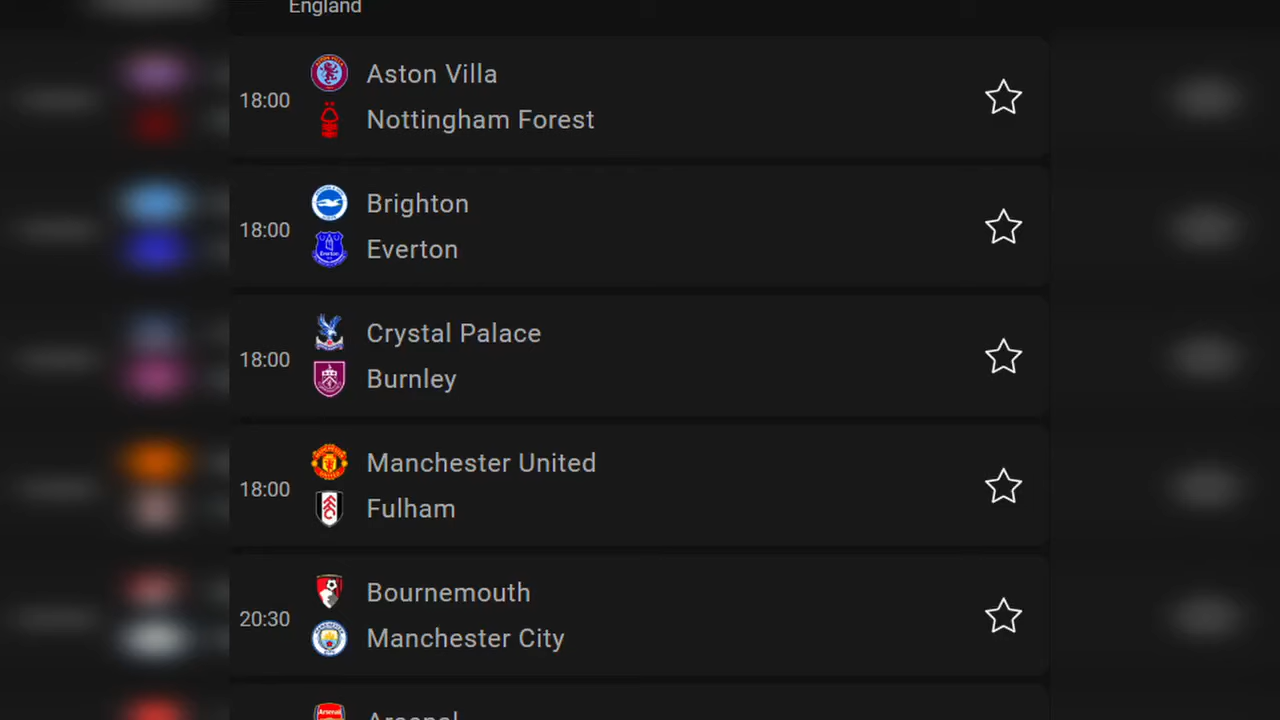 England
18:00
Aston Villa
Nottingham Forest
18:00
Brighton
Everton
18:00
Crystal Palace
Burnley
18:00
Manchester United
Fulham
20:30
Bournemouth
Manchester City
Arsenal